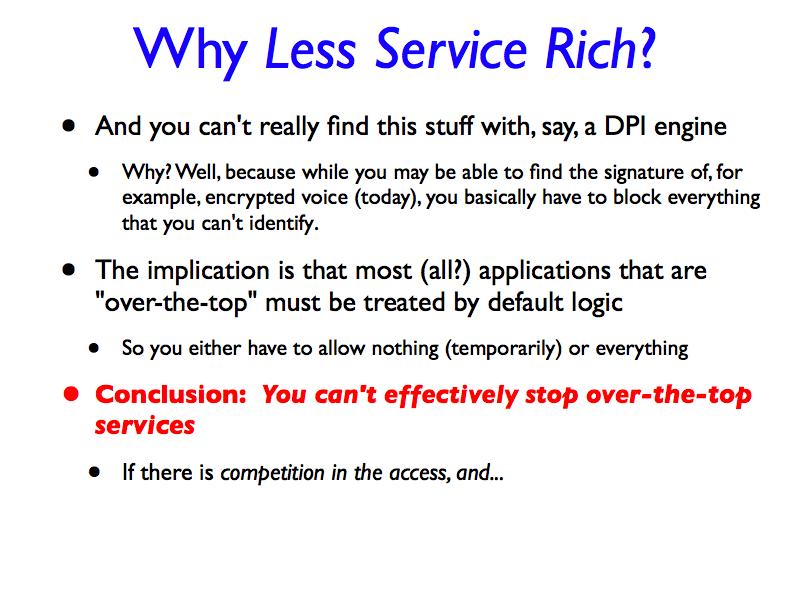 Why Less Service Rich?
• And you can't really find this stuff with, say, a DPI engine
• Why? Well, because while you may be able to find the signature of, for
example, encrypted voice (today), you basically have to block everything
that you can't identify.
• The implication is that most (all?) applications that are
"over-the-top" must be treated by default logic
• So you either have to allow nothing (temporarily) or everything
• Conclusion: You can't effectively stop over-the-top
services
• If there is competition in the access, and...